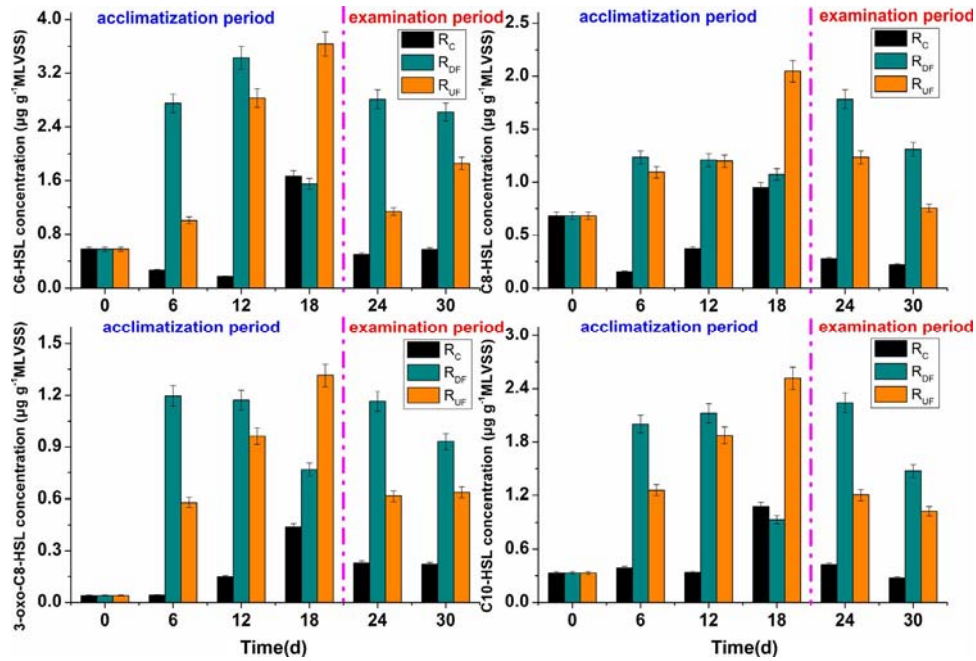 acclimatization period examination period
R_C
R_DF
R_UF
C6-HSL concentration (µg g⁻¹MLVSS)
4.0
3.2
2.4
1.6
0.8
0.0
0 6 12 18 24 30
acclimatization period examination period
R_C
R_DF
R_UF
C8-HSL concentration (µg g⁻¹MLVSS)
2.5
2.0
1.5
1.0
0.5
0.0
0 6 12 18 24 30
acclimatization period examination period
R_C
R_DF
R_UF
3-oxo-C8-HSL concentration (µg g⁻¹MLVSS)
1.5
1.2
0.9
0.6
0.3
0.0
0 6 12 18 24 30
Time(d)
acclimatization period examination period
R_C
R_DF
R_UF
C10-HSL concentration (µg g⁻¹MLVSS)
3.0
2.4
1.8
1.2
0.6
0.0
0 6 12 18 24 30
Time(d)